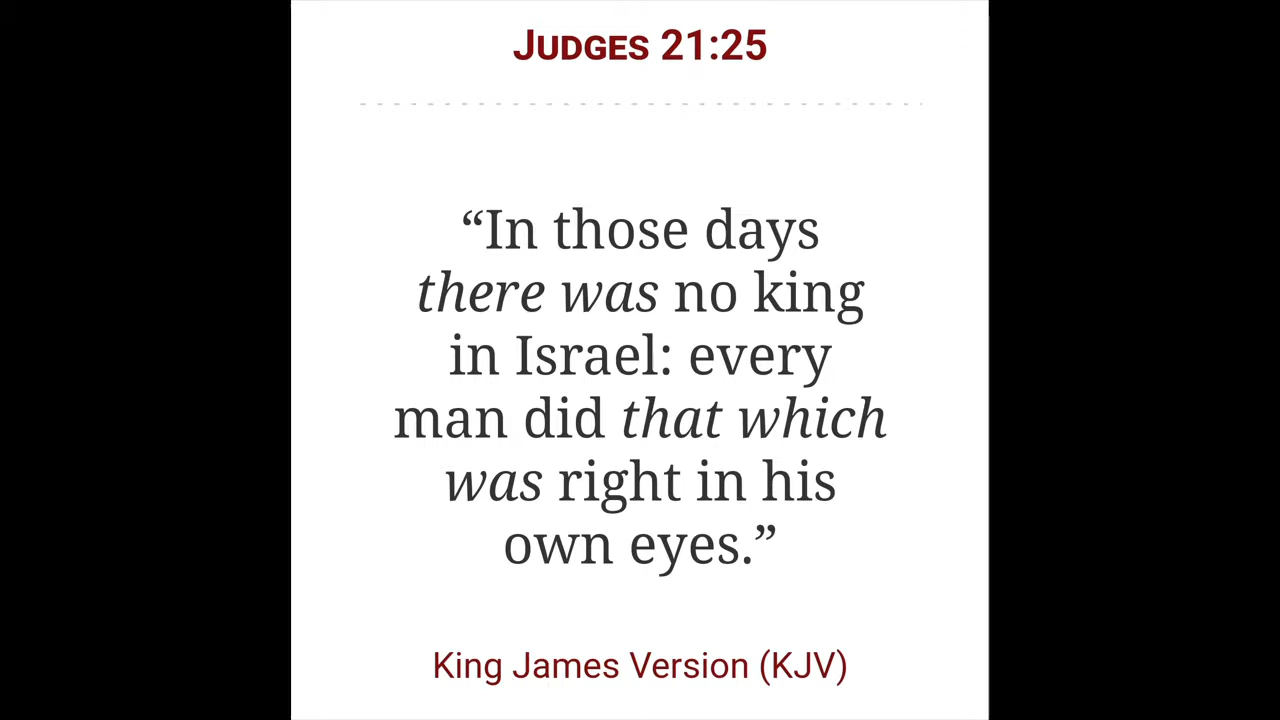 JUDGES 21:25
“In those days
there was no king
in Israel: every
man did that which
was right in his
own eyes.”
King James Version (KJV)